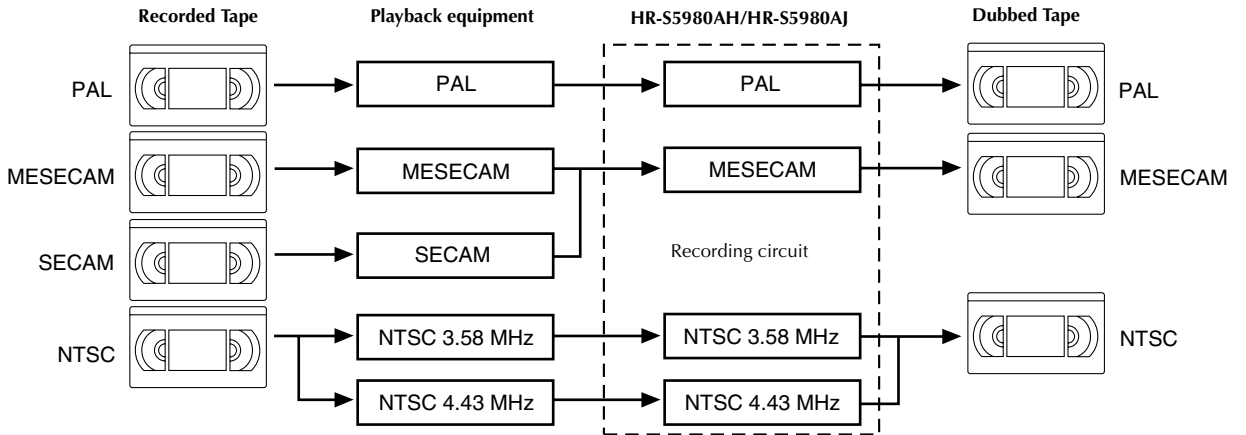 Recorded Tape Playback equipment HR-S5980AH/HR-S5980AJ Dubbed Tape
PAL PAL PAL PAL
MESECAM MESECAM MESECAM MESECAM
SECAM SECAM Recording circuit
NTSC NTSC 3.58 MHz NTSC 3.58 MHz NTSC
NTSC 4.43 MHz NTSC 4.43 MHz